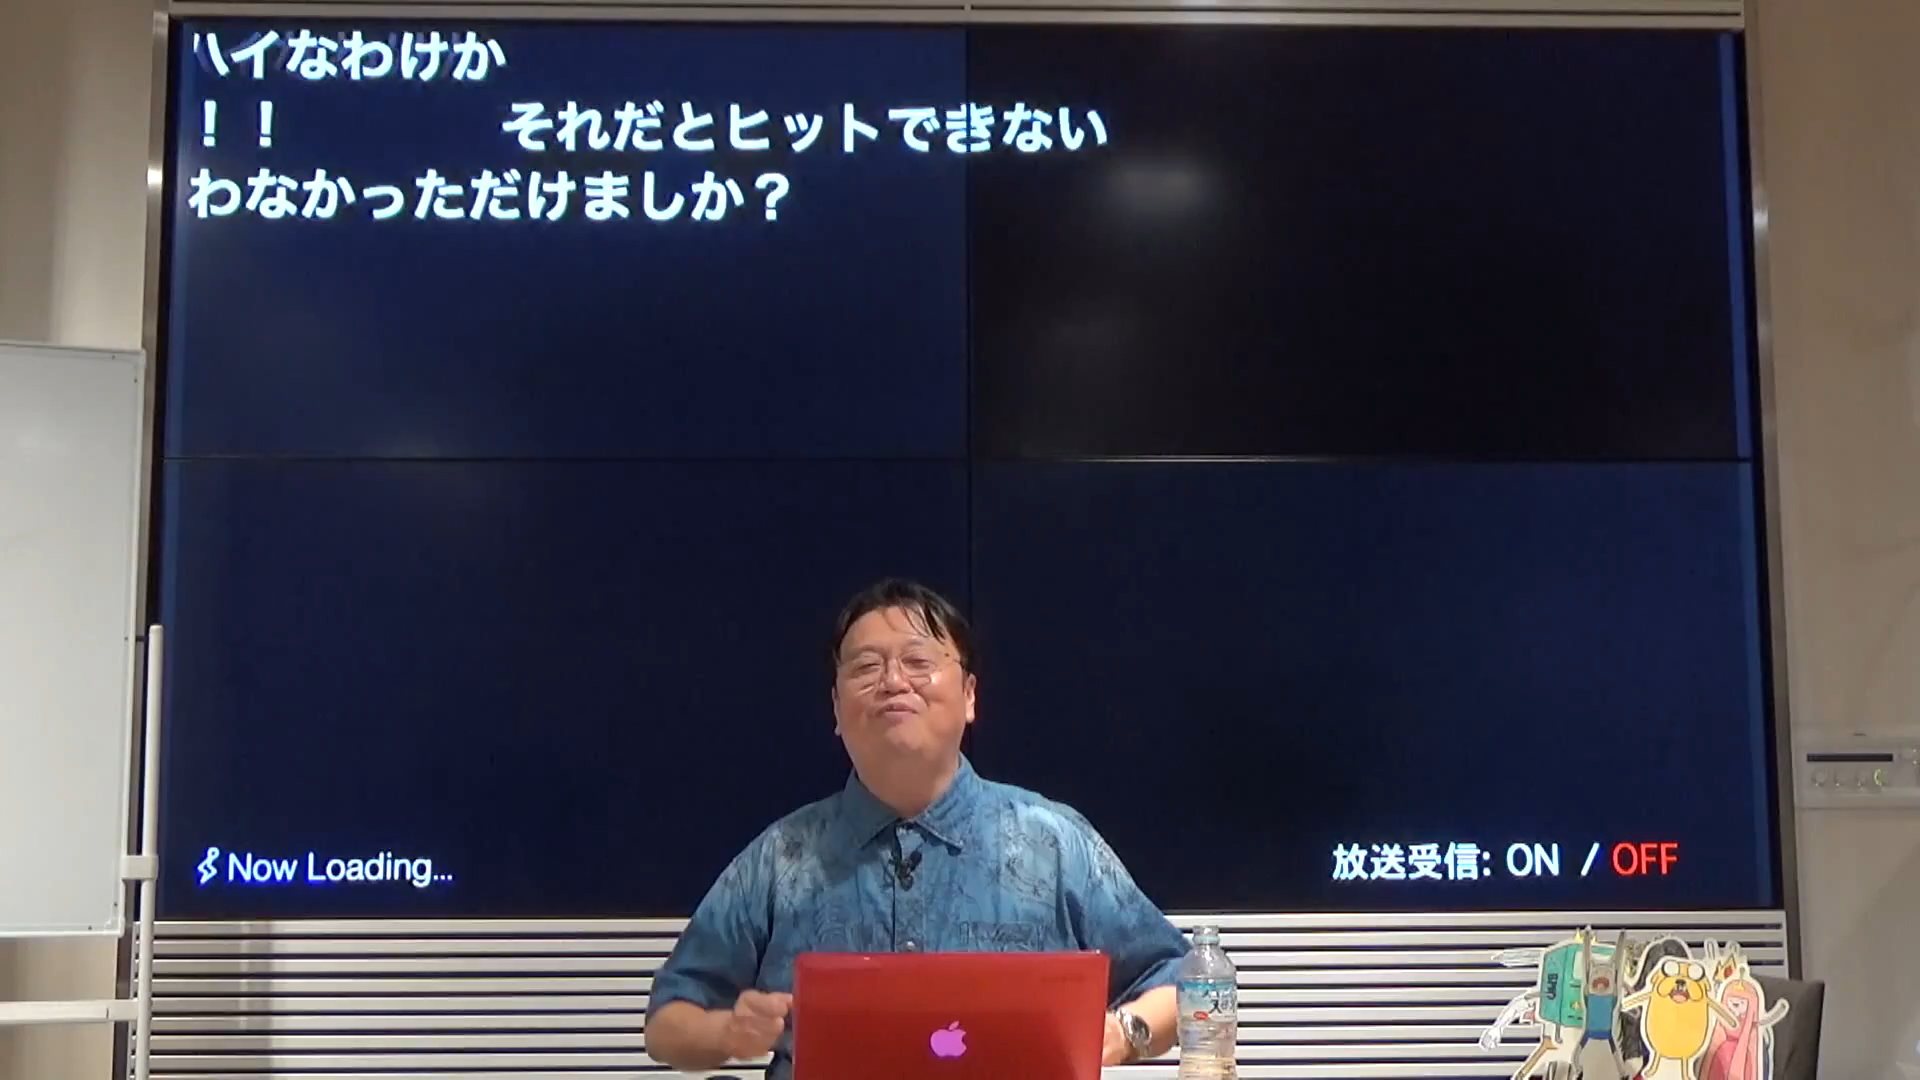 ハイなわけか
！！ それだとヒットできない
わなかっただけましか？
Now Loading...
放送受信: ON / OFF